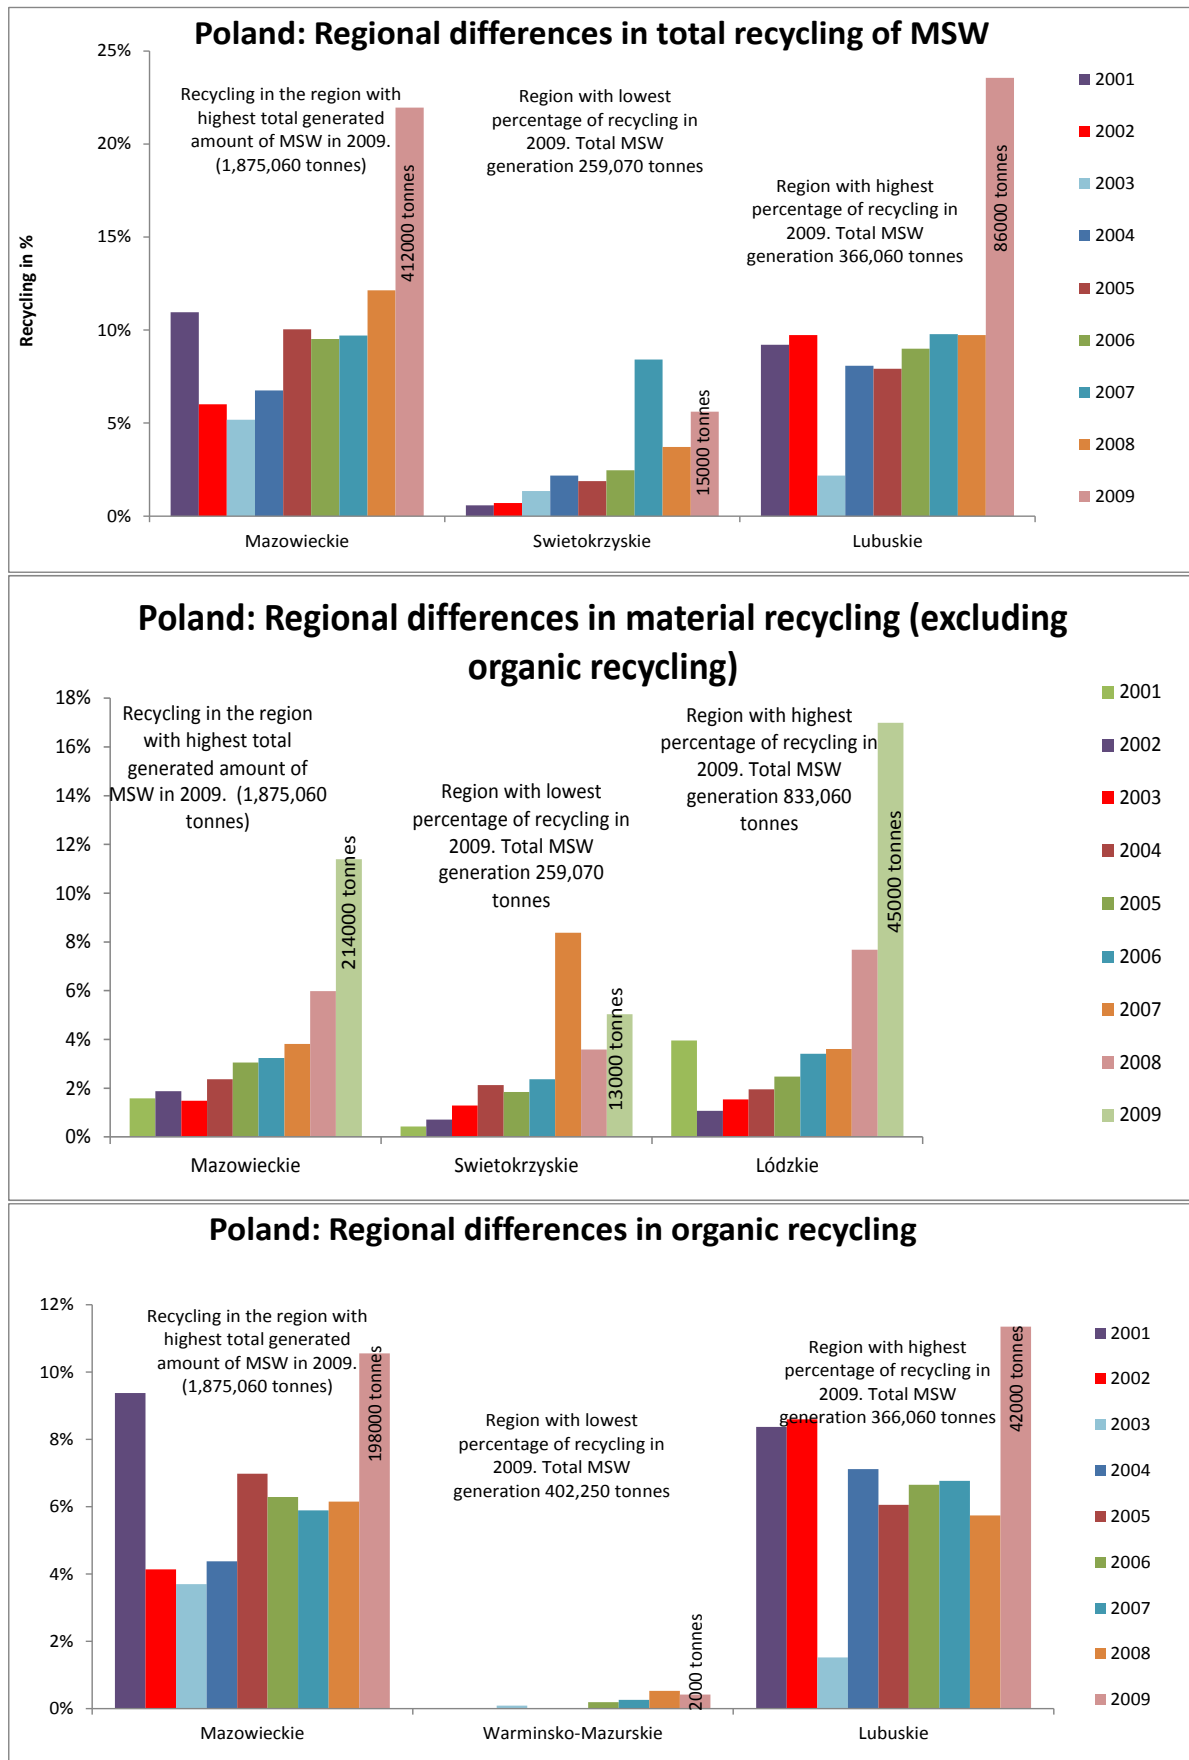 Poland: Regional differences in total recycling of MSW
25%
20%
15%
10%
5%
0%
Recycling in %
Recycling in the region with
highest total generated
amount of MSW in 2009.
(1,875,060 tonnes)
Region with lowest
percentage of recycling in
2009. Total MSW
generation 259,070 tonnes
Region with highest
percentage of recycling in
2009. Total MSW
generation 366,060 tonnes
412000 tonnes
15000 tonnes
86000 tonnes
Mazowieckie
Swietokrzyskie
Lubuskie
2001
2002
2003
2004
2005
2006
2007
2008
2009
Poland: Regional differences in material recycling (excluding
organic recycling)
18%
16%
14%
12%
10%
8%
6%
4%
2%
0%
Recycling in the region
with highest total
generated amount of
MSW in 2009. (1,875,060
tonnes)
Region with lowest
percentage of recycling in
2009. Total MSW
generation 259,070
tonnes
Region with highest
percentage of recycling in
2009. Total MSW
generation 833,060
tonnes
214000 tonnes
13000 tonnes
45000 tonnes
Mazowieckie
Swietokrzyskie
Lódzkie
2001
2002
2003
2004
2005
2006
2007
2008
2009
Poland: Regional differences in organic recycling
12%
10%
8%
6%
4%
2%
0%
Recycling in the region with
highest total generated
amount of MSW in 2009.
(1,875,060 tonnes)
Region with lowest
percentage of recycling in
2009. Total MSW
generation 402,250 tonnes
Region with highest
percentage of recycling in
2009. Total MSW
generation 366,060 tonnes
198000 tonnes
2000 tonnes
42000 tonnes
Mazowieckie
Warminsko-Mazurskie
Lubuskie
2001
2002
2003
2004
2005
2006
2007
2008
2009